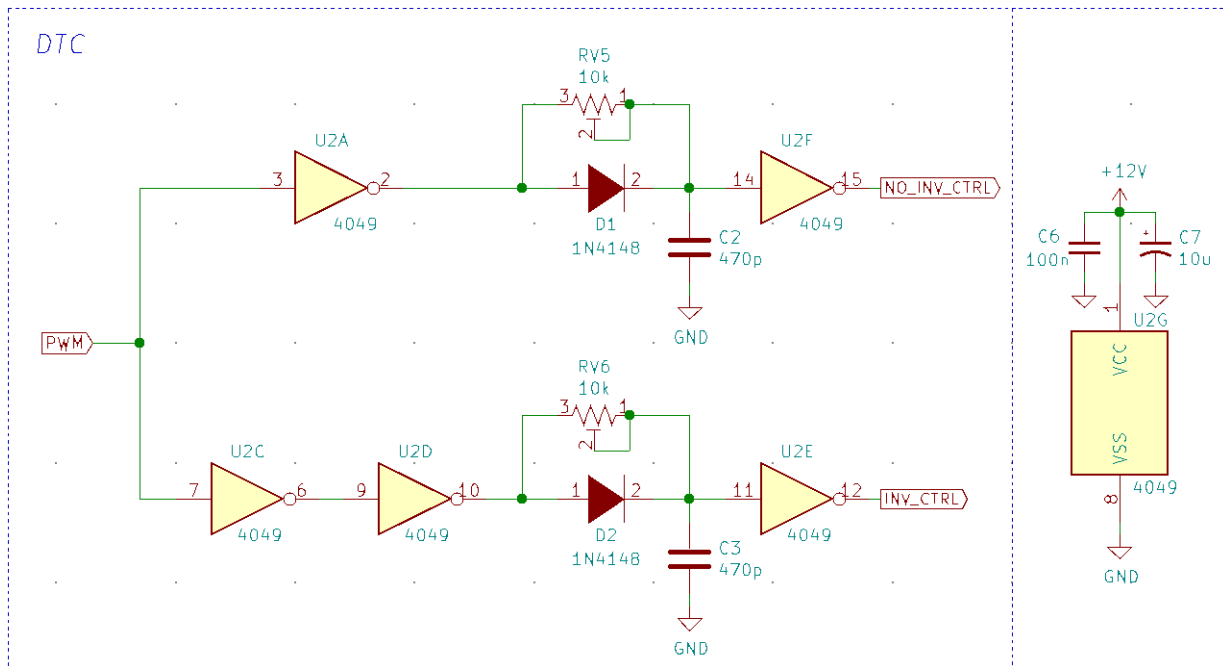 DTC
RV5
10k
3
1
2
U2A
3
2
4049
1
2
D1
1N4148
C2
470p
GND
U2F
14
15
4049
NO_INV_CTRL
PWM
RV6
10k
3
1
2
U2C
7
6
4049
U2D
9
10
4049
1
2
D2
1N4148
C3
470p
GND
U2E
11
12
4049
INV_CTRL
+12V
C6
100n
+
C7
10u
1
U2G
VCC
VSS
4049
8
GND